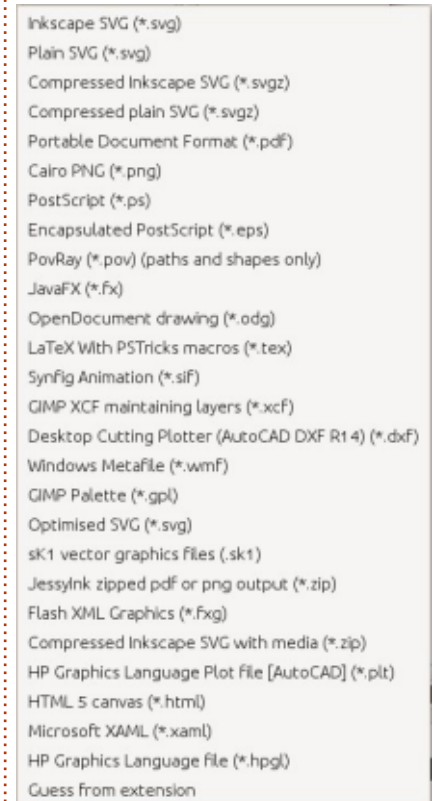 Inkscape SVG (*.svg)
Plain SVG (*.svg)
Compressed Inkscape SVG (*.svgz)
Compressed plain SVG (*.svgz)
Portable Document Format (*.pdf)
Cairo PNG (*.png)
PostScript (*.ps)
Encapsulated PostScript (*.eps)
PovRay (*.pov) (paths and shapes only)
JavaFX (*.fx)
OpenDocument drawing (*.odg)
LaTeX With PSTricks macros (*.tex)
Synfig Animation (*.sif)
GIMP XCF maintaining layers (*.xcf)
Desktop Cutting Plotter (AutoCAD DXF R14) (*.dxf)
Windows Metafile (*.wmf)
GIMP Palette (*.gpl)
Optimised SVG (*.svg)
sK1 vector graphics files (.sk1)
JessyInk zipped pdf or png output (*.zip)
Flash XML Graphics (*.fxg)
Compressed Inkscape SVG with media (*.zip)
HP Graphics Language Plot file [AutoCAD] (*.plt)
HTML 5 canvas (*.html)
Microsoft XAML (*.xaml)
HP Graphics Language file (*.hpgl)
Guess from extension